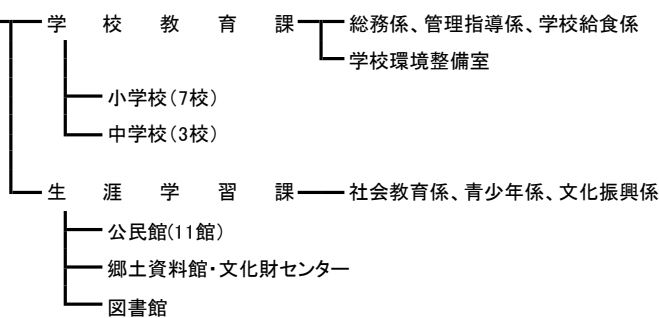 学校教育課 総務係、管理指導係、学校給食係
学校環境整備室
小学校(7校)
中学校(3校)
生涯学習課 社会教育係、青少年係、文化振興係
公民館(11館)
郷土資料館・文化財センター
図書館